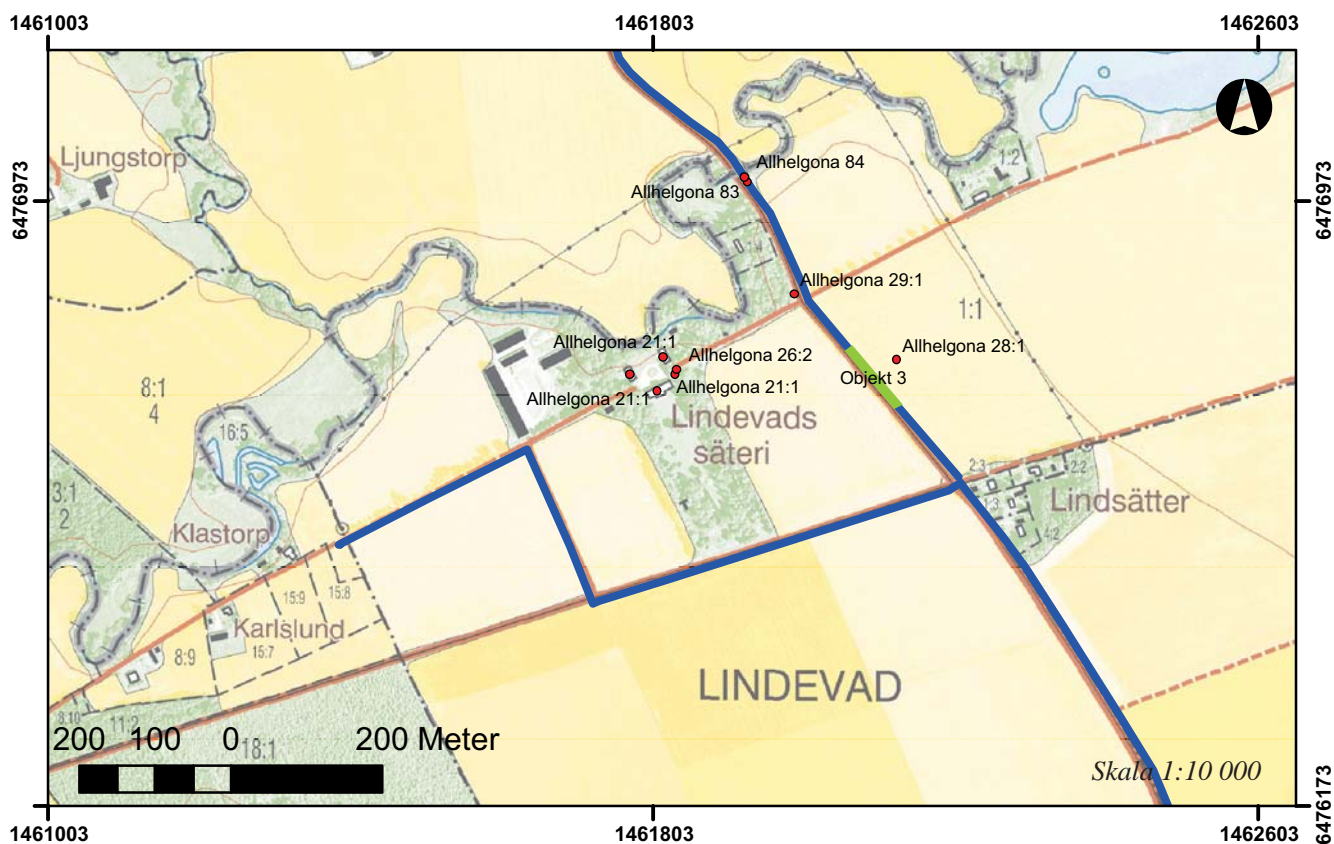 1461003 1461803 1462603
6476973
6476973
Ljungstorp
1:2
Allhelgona 84
Allhelgona 83
1:4
Allhelgona 29:1
1:1
Allhelgona 21:1
Allhelgona 26:2
Allhelgona 28:1
Objekt 3
8:1
4
Allhelgona 21:1
Allhelgona 21:1
Lindevads
säteri
16:5
3:1
2
2:3
2:2
1:3
Lindsätter
4:2
Klastorp
15:9
15:8
Karlslund
15:7
8:9
LINDEVAD
8:10
11:2
18:1
200 100 0 200 Meter
Skala 1:10 000
6476173
1461003 1461803 1462603